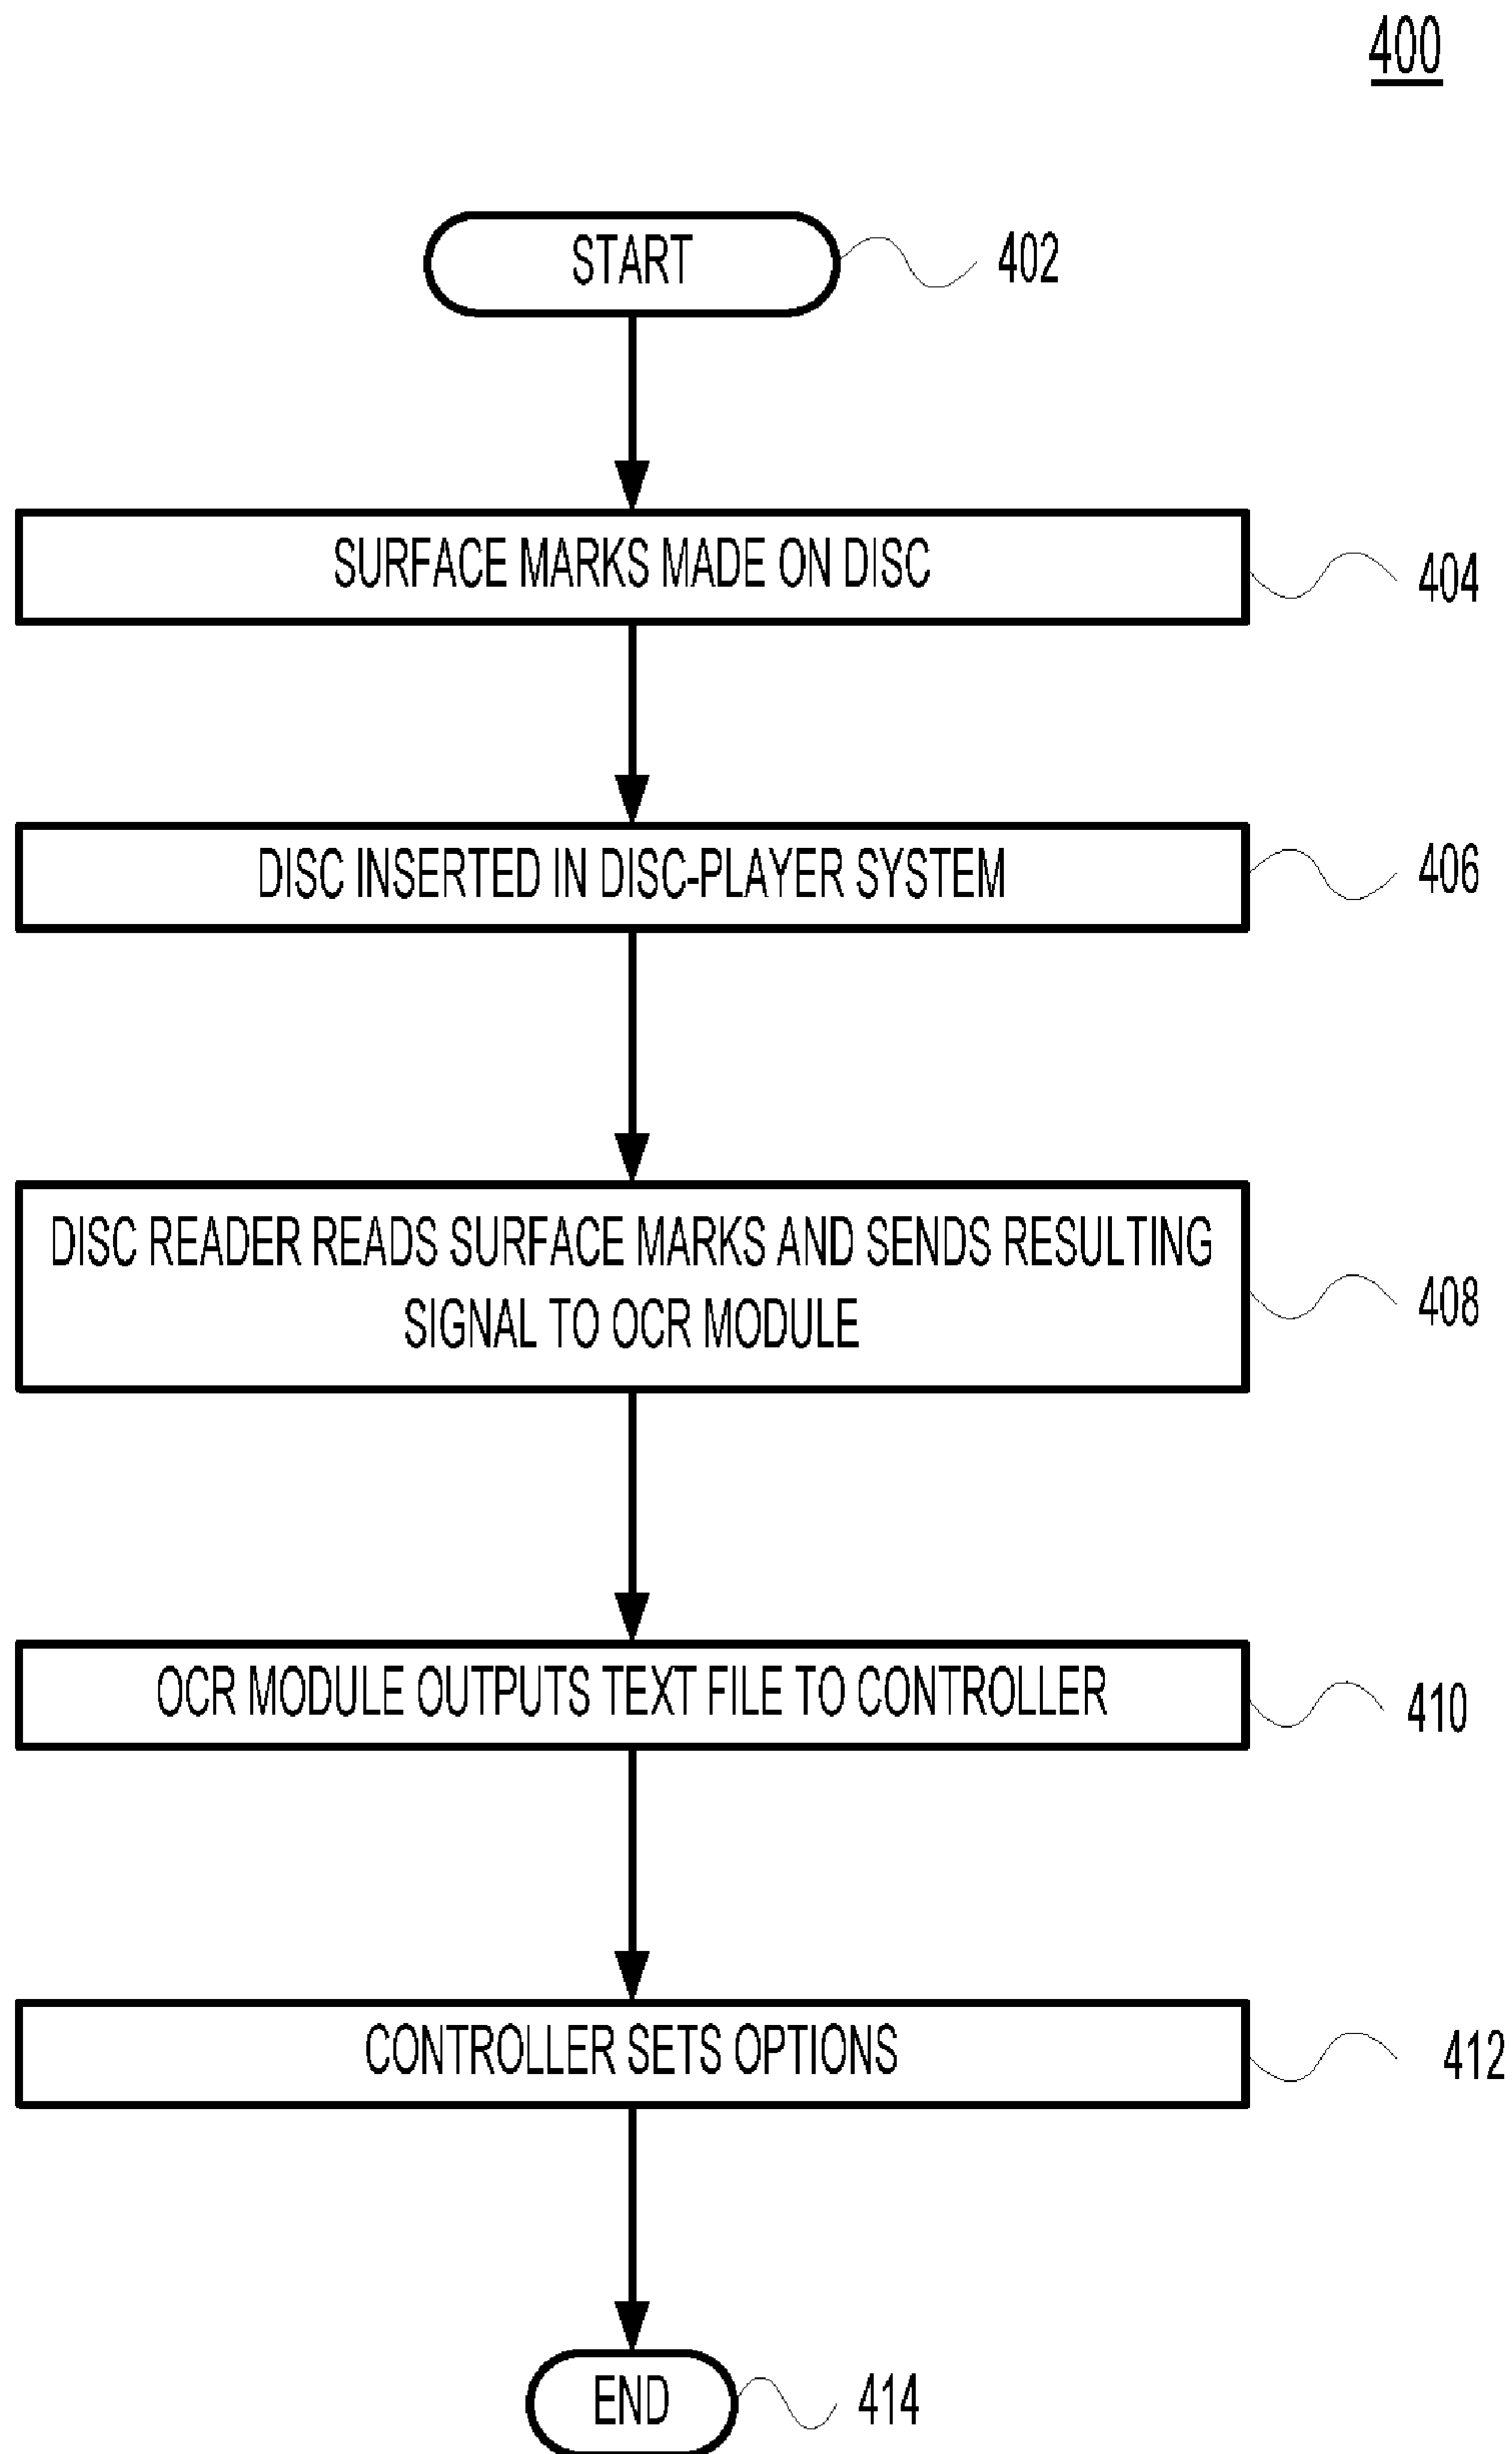 400
START
402
SURFACE MARKS MADE ON DISC
404
DISC INSERTED IN DISC-PLAYER SYSTEM
406
DISC READER READS SURFACE MARKS AND SENDS RESULTING
SIGNAL TO OCR MODULE
408
OCR MODULE OUTPUTS TEXT FILE TO CONTROLLER
410
CONTROLLER SETS OPTIONS
412
END
414